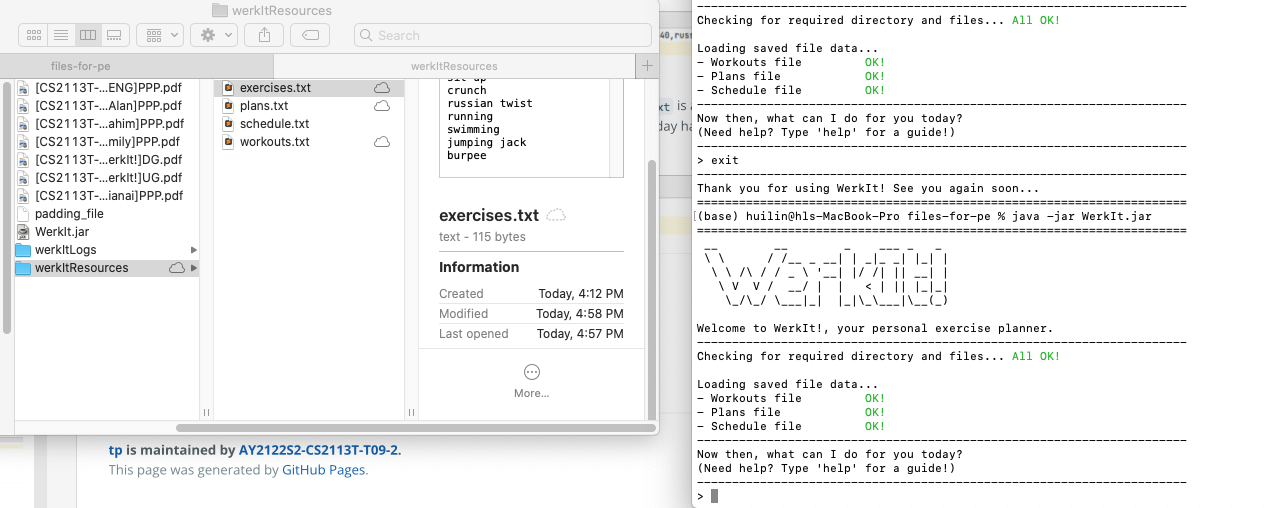 werkItResources
Search
files-for-pe
werkItResources
[CS2113T-...ENG]PPP.pdf
[CS2113T-...Alan]PPP.pdf
[CS2113T-...ahim]PPP.pdf
[CS2113T-...mily]PPP.pdf
[CS2113T-...erkIt!]DG.pdf
[CS2113T-...erkIt!]UG.pdf
[CS2113T-...ianai]PPP.pdf
padding_file
WerkIt.jar
werkItLogs
werkItResources
exercises.txt
plans.txt
schedule.txt
workouts.txt
sit up
crunch
russian twist
running
swimming
jumping jack
burpee
exercises.txt
text - 115 bytes
Information
Created Today, 4:12 PM
Modified Today, 4:58 PM
Last opened Today, 4:57 PM
More...
tp is maintained by AY2122S2-CS2113T-T09-2.
This page was generated by GitHub Pages.
40,russ
xt is a
day ha
Checking for required directory and files... All OK!
Loading saved file data...
- Workouts file OK!
- Plans file OK!
- Schedule file OK!
Now then, what can I do for you today?
(Need help? Type 'help' for a guide!)
> exit
Thank you for using WerkIt! See you again soon...
(base) huilin@hls-MacBook-Pro files-for-pe % java -jar WerkIt.jar
Welcome to WerkIt!, your personal exercise planner.
Checking for required directory and files... All OK!
Loading saved file data...
- Workouts file OK!
- Plans file OK!
- Schedule file OK!
Now then, what can I do for you today?
(Need help? Type 'help' for a guide!)
>